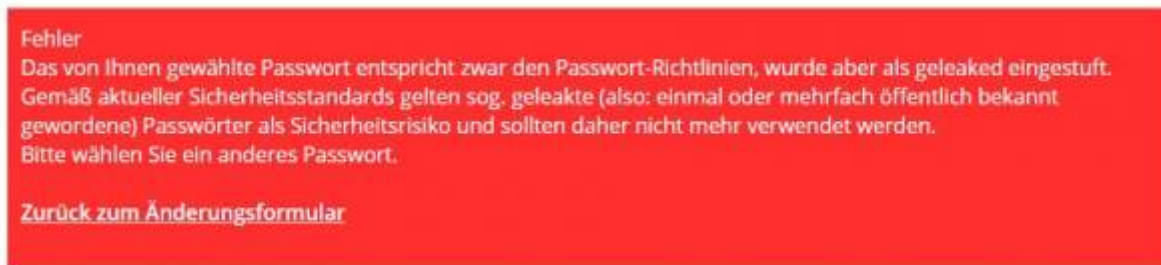 Fehler
Das von Ihnen gewählte Passwort entspricht zwar den Passwort-Richtlinien, wurde aber als geleaked eingestuft.
Gemäß aktueller Sicherheitsstandards gelten sog. geleakte (also: einmal oder mehrfach öffentlich bekannt
gewordene) Passwörter als Sicherheitsrisiko und sollten daher nicht mehr verwendet werden.
Bitte wählen Sie ein anderes Passwort.
Zurück zum Änderungsformular